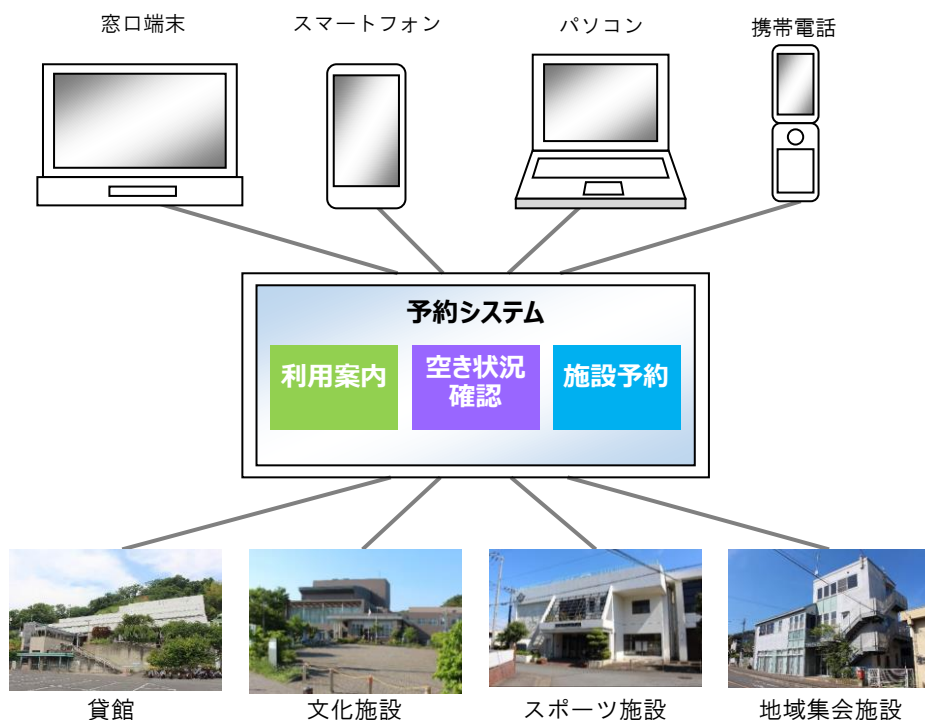 窓口端末
スマートフォン
パソコン
携帯電話
予約システム
利用案内
空き状況
確認
施設予約
貸館
文化施設
スポーツ施設
地域集会施設